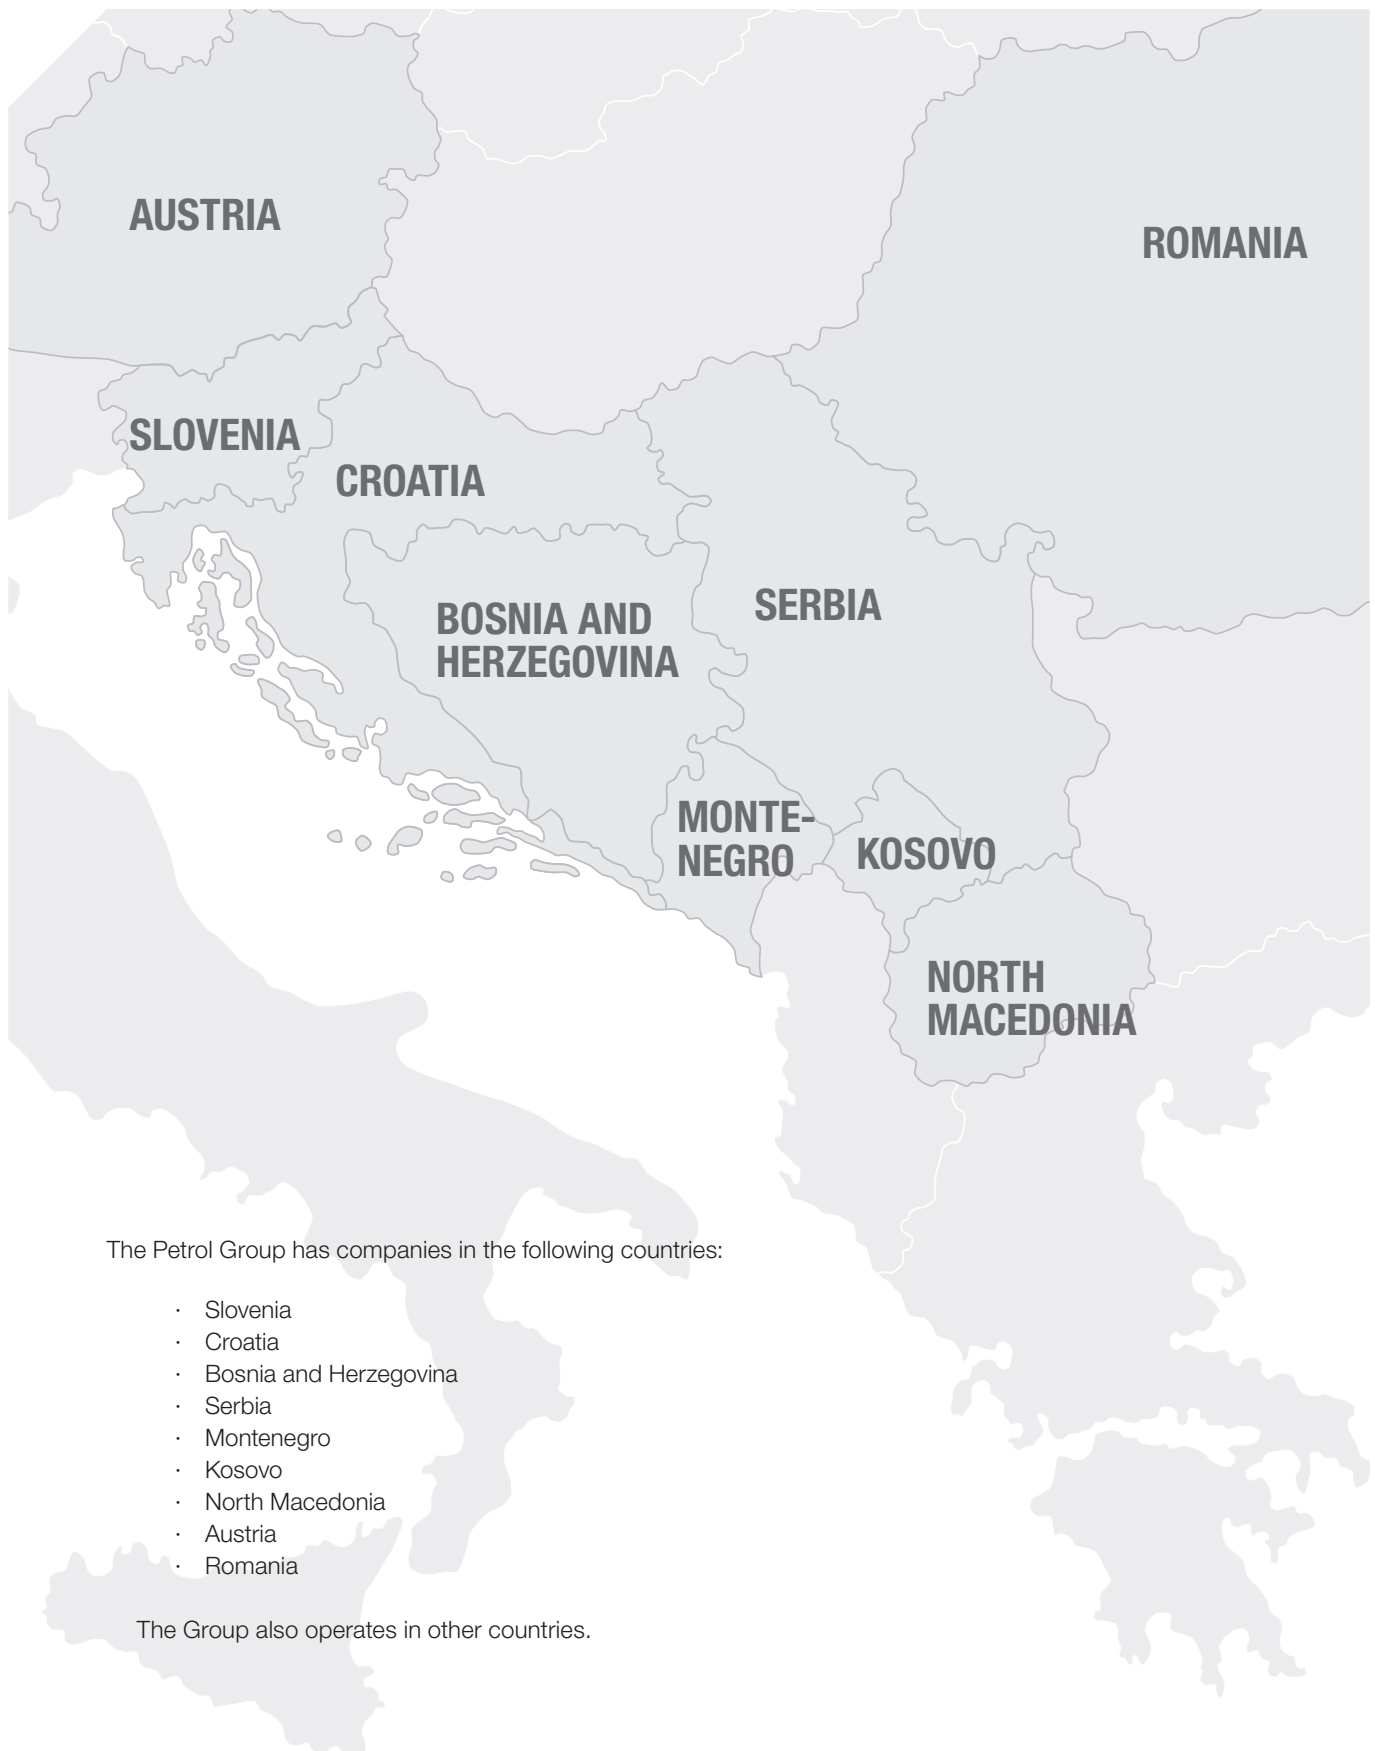 AUSTRIA
ROMANIA
SLOVENIA
CROATIA
BOSNIA AND
HERZEGOVINA
SERBIA
MONTE-
NEGRO
KOSOVO
NORTH
MACEDONIA
The Petrol Group has companies in the following countries:
· Slovenia
· Croatia
· Bosnia and Herzegovina
· Serbia
· Montenegro
· Kosovo
· North Macedonia
· Austria
· Romania
The Group also operates in other countries.